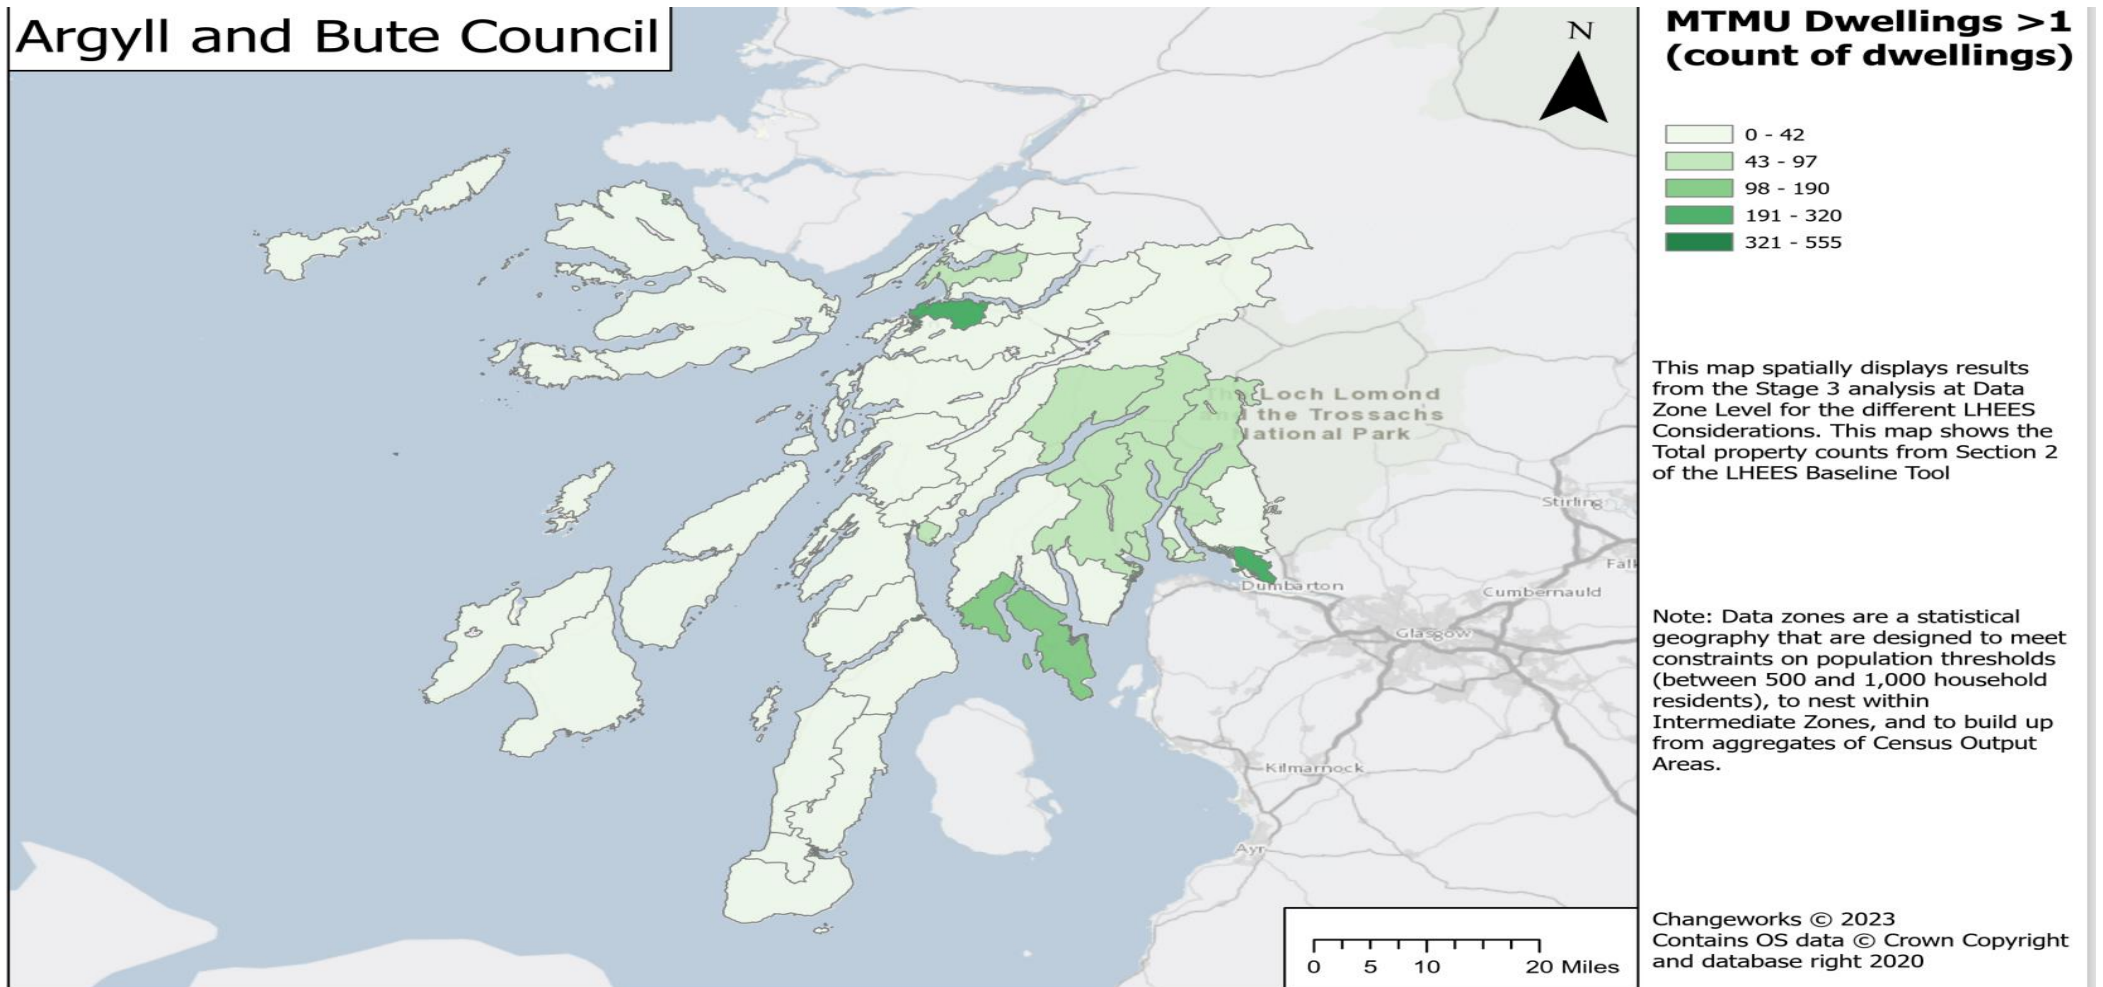 Argyll and Bute Council
N
MTMU Dwellings >1
(count of dwellings)
0 - 42
43 - 97
98 - 190
191 - 320
321 - 555
This map spatially displays results
from the Stage 3 analysis at Data
Zone Level for the different LHEES
Considerations. This map shows the
Total property counts from Section 2
of the LHEES Baseline Tool
Note: Data zones are a statistical
geography that are designed to meet
constraints on population thresholds
(between 500 and 1,000 household
residents), to nest within
Intermediate Zones, and to build up
from aggregates of Census Output
Areas.
Changeworks © 2023
Contains OS data © Crown Copyright
and database right 2020
Loch Lomond
and the Trossachs
National Park
Stirling
Falk
Dumbarton
Cumbernauld
Glasgow
Kilmarnock
Ayr
0 5 10 20 Miles